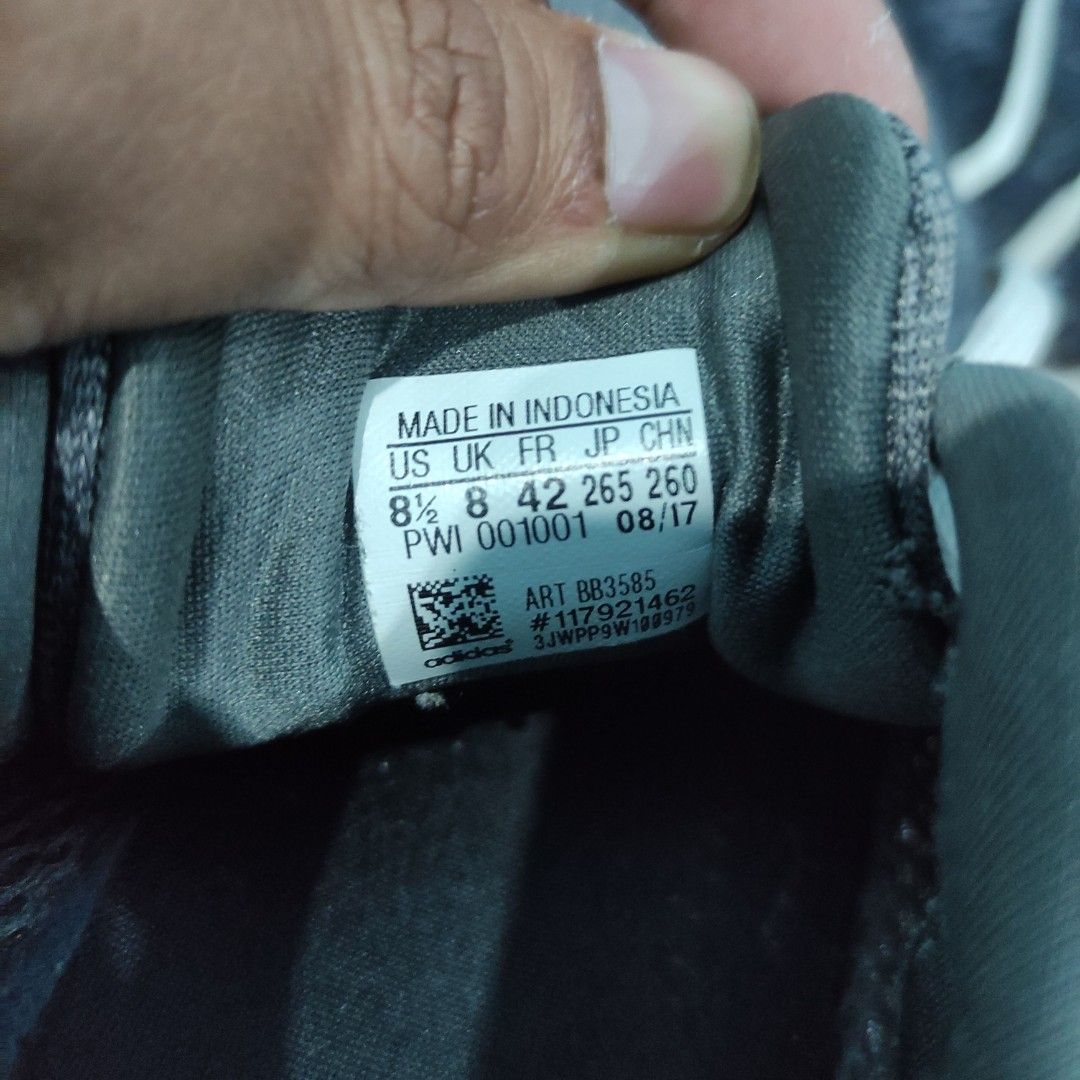 MADE IN INDONESIA
US UK FR JP CHN
8½ 8 42 265 260
PWI 001001 08/17
ART BB3585
#117921462
3JWPP9W100979
adidas